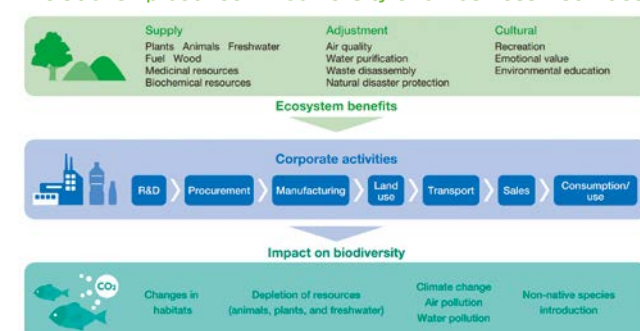 Supply
Plants Animals Freshwater
Fuel Wood
Medicinal resources
Biochemical resources
Adjustment
Air quality
Water purification
Waste disassembly
Natural disaster protection
Cultural
Recreation
Emotional value
Environmental education
Ecosystem benefits
Corporate activities
R&D
Procurement
Manufacturing
Land
use
Transport
Sales
Consumption/
use
Impact on biodiversity
CO₂
Changes in
habitats
Depletion of resources
(animals, plants, and freshwater)
Climate change
Air pollution
Water pollution
Non-native species
introduction